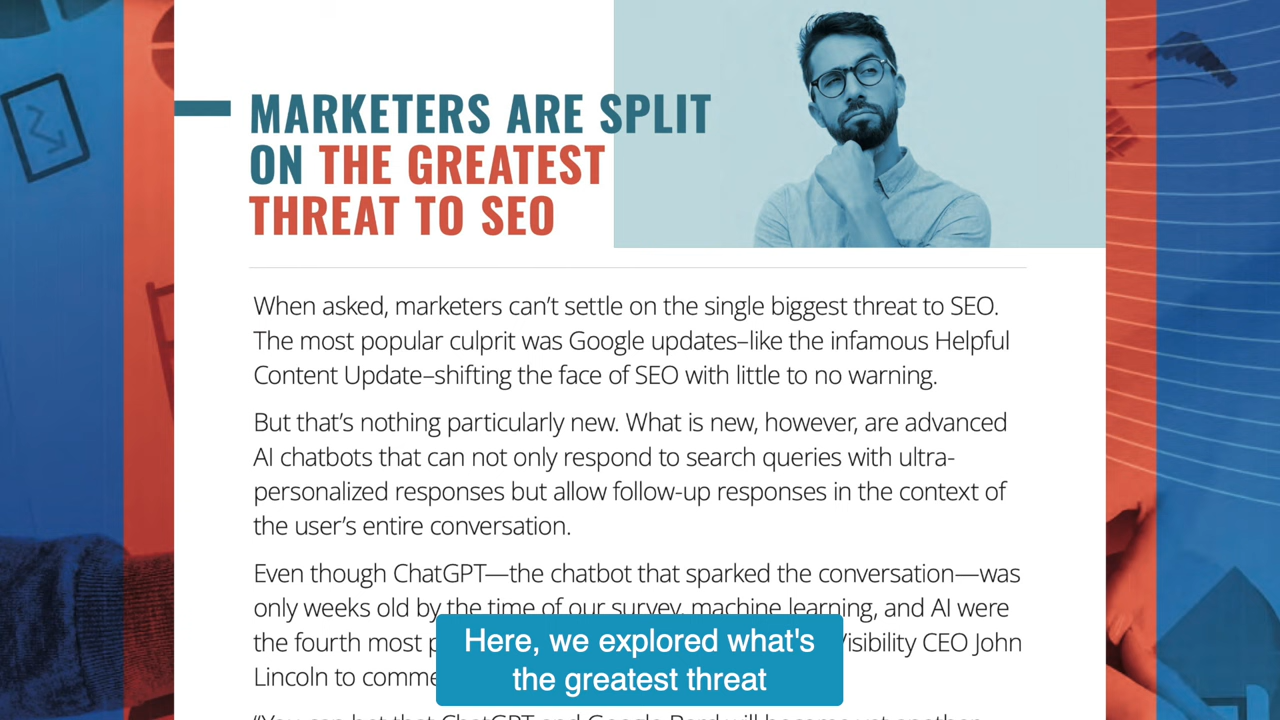 MARKETERS ARE SPLIT
ON THE GREATEST
THREAT TO SEO
When asked, marketers can’t settle on the single biggest threat to SEO.
The most popular culprit was Google updates–like the infamous Helpful
Content Update–shifting the face of SEO with little to no warning.
But that’s nothing particularly new. What is new, however, are advanced
AI chatbots that can not only respond to search queries with ultra-
personalized responses but allow follow-up responses in the context of
the user’s entire conversation.
Even though ChatGPT—the chatbot that sparked the conversation—was
only weeks old by the time of our survey, machine learning, and AI were
the fourth most Visibility CEO John
Lincoln to
Here, we explored what's
the greatest threat